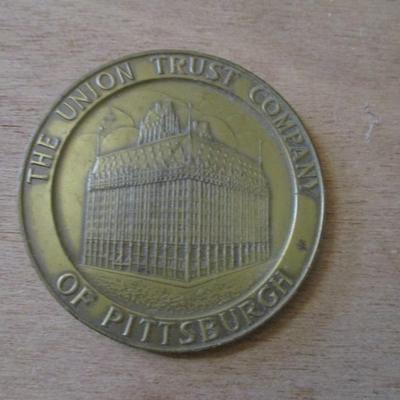 THE UNION TRUST COMPANY
OF PITTSBURGH